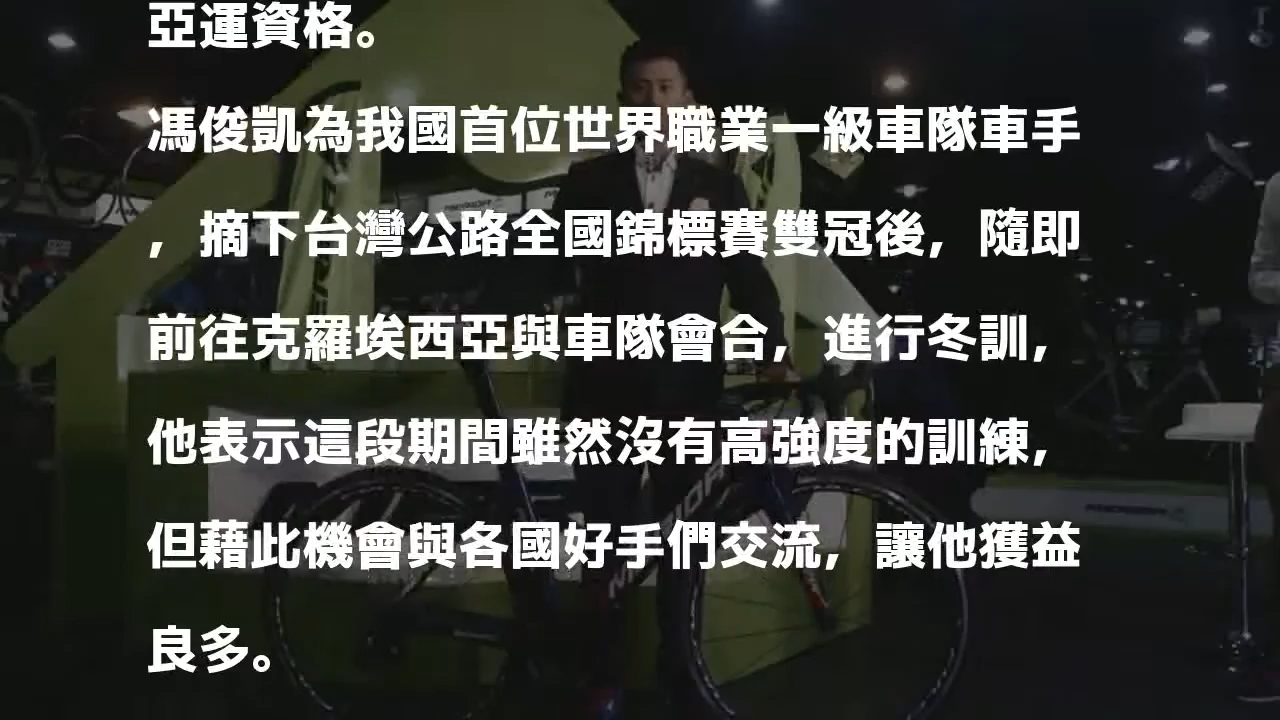 亞運資格。
馮俊凱為我國首位世界職業一級車隊車手
，摘下台灣公路全國錦標賽雙冠後，隨即
前往克羅埃西亞與車隊會合，進行冬訓，
他表示這段期間雖然沒有高強度的訓練，
但藉此機會與各國好手們交流，讓他獲益
良多。